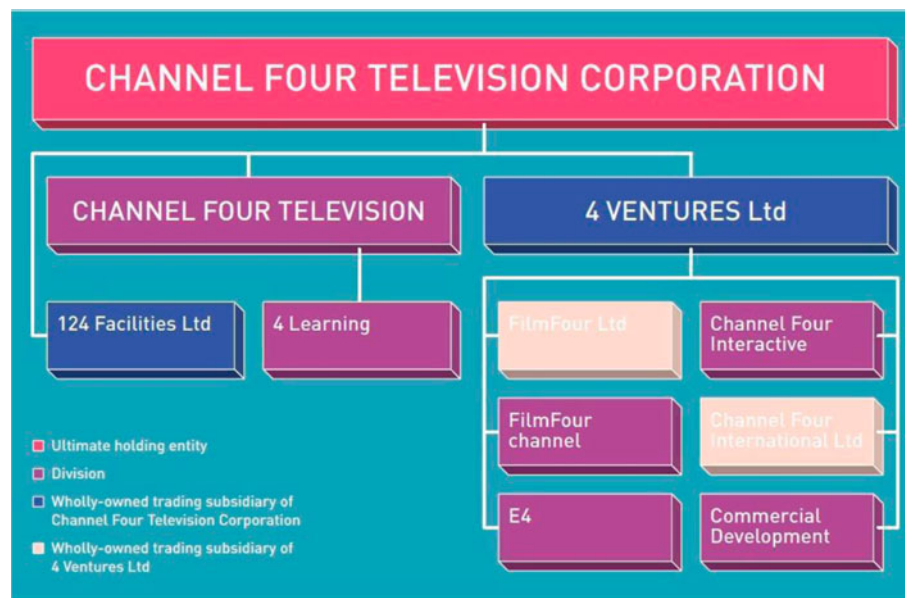 CHANNEL FOUR TELEVISION CORPORATION
CHANNEL FOUR TELEVISION
4 VENTURES Ltd
124 Facilities Ltd
4 Learning
FilmFour Ltd
Channel Four
Interactive
FilmFour
channel
Channel Four
International Ltd
E4
Commercial
Development
Ultimate holding entity
Division
Wholly-owned trading subsidiary of
Channel Four Television Corporation
Wholly-owned trading subsidiary of
4 Ventures Ltd